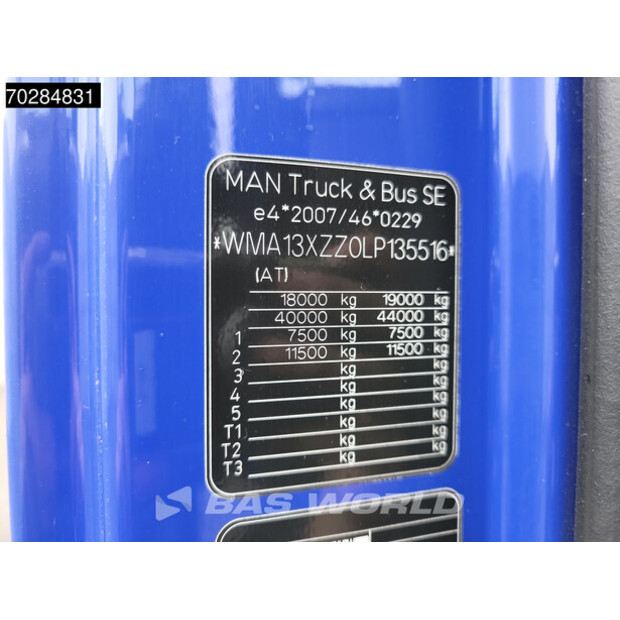 70284831
MAN Truck & Bus SE
e4*2007/46*0229
*WMA13XZZ0LP135516*
(AT)
18000 kg 19000 kg
40000 kg 44000 kg
1 7500 kg 7500 kg
2 11500 kg 11500 kg
3 kg kg
4 kg kg
5 kg kg
T1 kg kg
T2 kg kg
T3
BAS WORLD